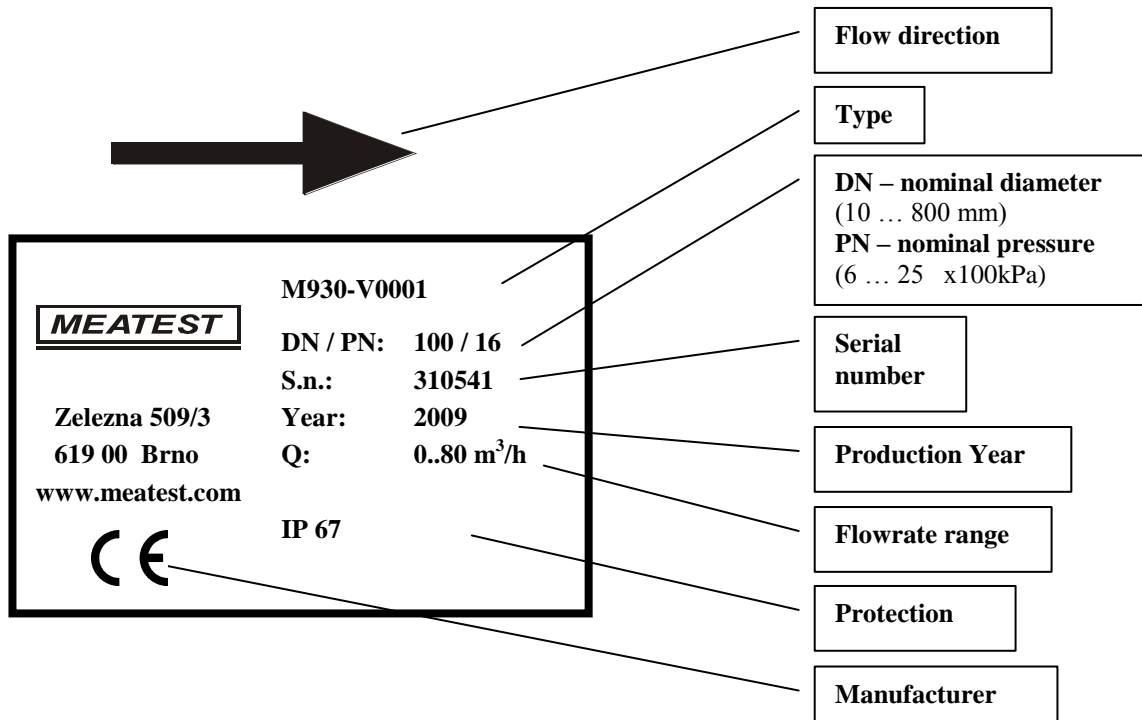 Flow direction
Type
DN – nominal diameter
(10 … 800 mm)
PN – nominal pressure
(6 … 25 x100kPa)
Serial
number
Production Year
Flowrate range
Protection
Manufacturer
MEATEST
Zelezna 509/3
619 00 Brno
www.meatest.com
CE
M930-V0001
DN / PN: 100 / 16
S.n.: 310541
Year: 2009
Q: 0..80 m³/h
IP 67